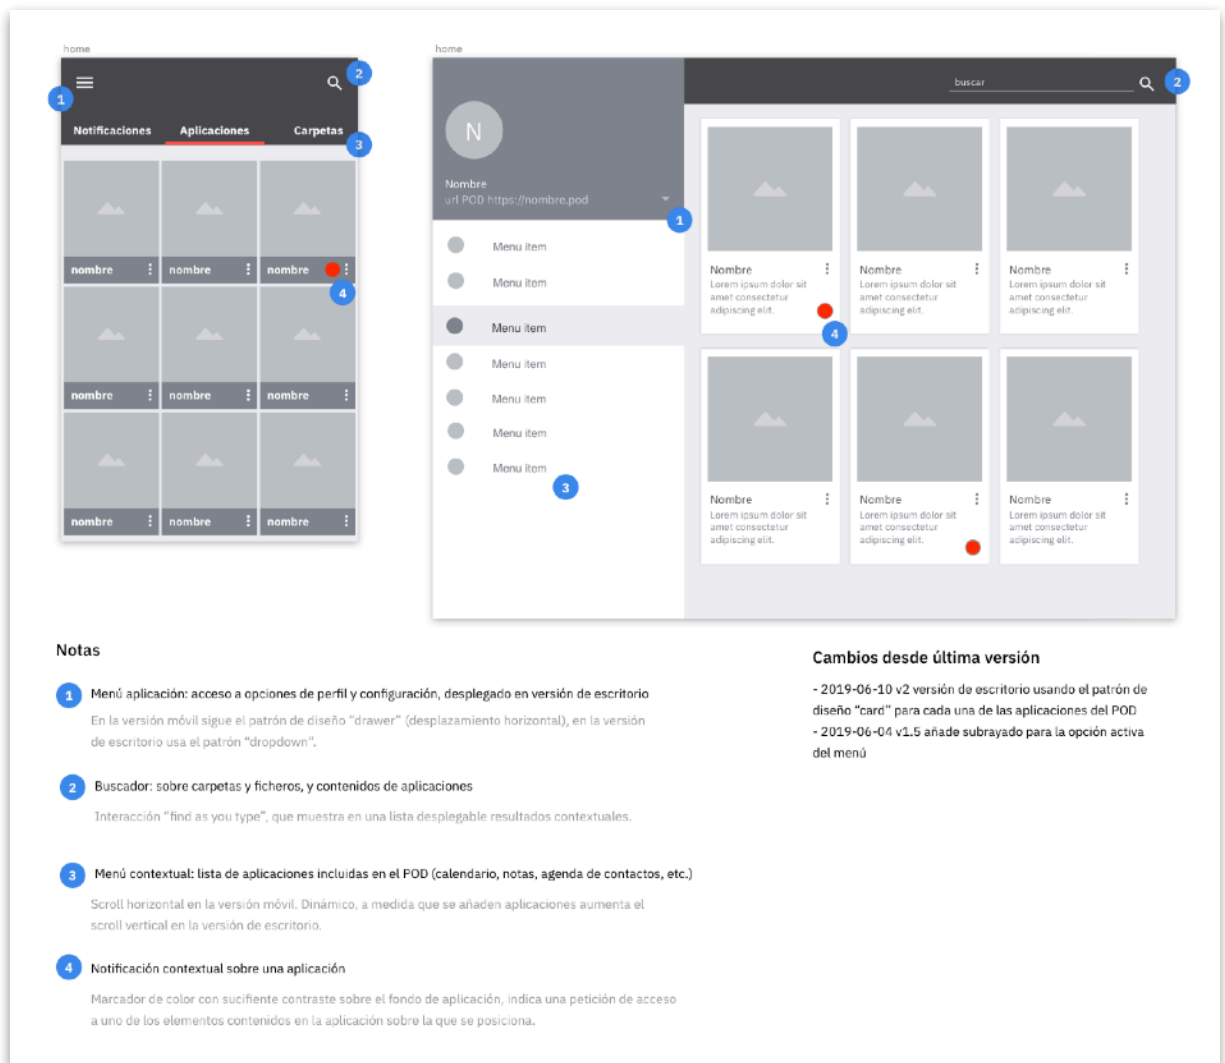 home
1
2
Notificaciones Aplicaciones Carpetas
3
nombre nombre nombre
4
nombre nombre nombre
nombre nombre nombre
home
buscar
2
N
Nombre
url POD https://nombre.pod
1
Menu item
Menu item
Menu item
Menu item
Menu item
Menu item
Menu item
3
Nombre
Lorem ipsum dolor sit
amet consectetur
adipiscing elit.
4
Nombre
Lorem ipsum dolor sit
amet consectetur
adipiscing elit.
Nombre
Lorem ipsum dolor sit
amet consectetur
adipiscing elit.
Nombre
Lorem ipsum dolor sit
amet consectetur
adipiscing elit.
Nombre
Lorem ipsum dolor sit
amet consectetur
adipiscing elit.
Nombre
Lorem ipsum dolor sit
amet consectetur
adipiscing elit.
Notas
1 Menú aplicación: acceso a opciones de perfil y configuración, desplegado en versión de escritorio
En la versión móvil sigue el patrón de diseño “drawer” (desplazamiento horizontal), en la versión
de escritorio usa el patrón “dropdown”.
2 Buscador: sobre carpetas y ficheros, y contenidos de aplicaciones
Interacción “find as you type”, que muestra en una lista desplegable resultados contextuales.
3 Menú contextual: lista de aplicaciones incluidas en el POD (calendario, notas, agenda de contactos, etc.)
Scroll horizontal en la versión móvil. Dinámico, a medida que se añaden aplicaciones aumenta el
scroll vertical en la versión de escritorio.
4 Notificación contextual sobre una aplicación
Marcador de color con sucifiente contraste sobre el fondo de aplicación, indica una petición de acceso
a uno de los elementos contenidos en la aplicación sobre la que se posiciona.
Cambios desde última versión
- 2019-06-10 v2 versión de escritorio usando el patrón de
diseño “card” para cada una de las aplicaciones del POD
- 2019-06-04 v1.5 añade subrayado para la opción activa
del menú